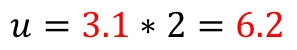 u = 3.1 * 2 = 6.2